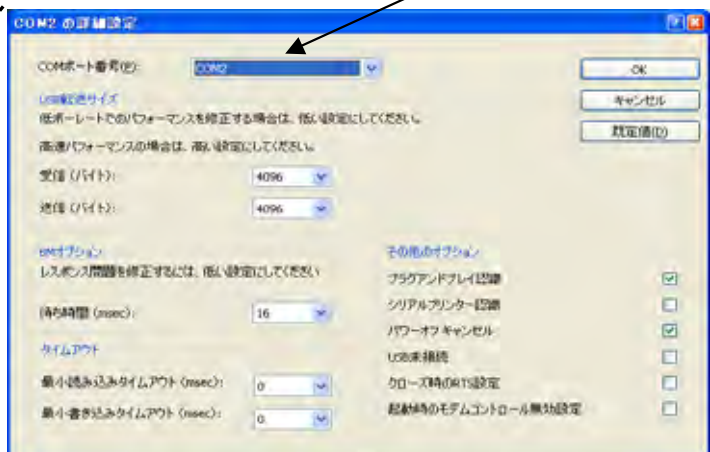 COM2 の詳細設定
COMポート番号(P):
COM2
OK
USB転送サイズ
キャンセル
低ボーレートでのパフォーマンスを修正する場合は、低い設定にしてください。
既定値(D)
高速パフォーマンスの場合は、高い設定にしてください。
受信 (バイト):
4096
送信 (バイト):
4096
BMオプション
その他のオプション
レスポンス問題を修正するには、低い設定にしてください
プラグアンドプレイ認識
シリアルプリンター認識
待ち時間 (msec):
16
パワーオフ キャンセル
タイムアウト
USB未接続
最小読み込みタイムアウト (msec):
0
クローズ時のRTS設定
最小書き込みタイムアウト (msec):
0
起動時のモデムコントロール無効設定